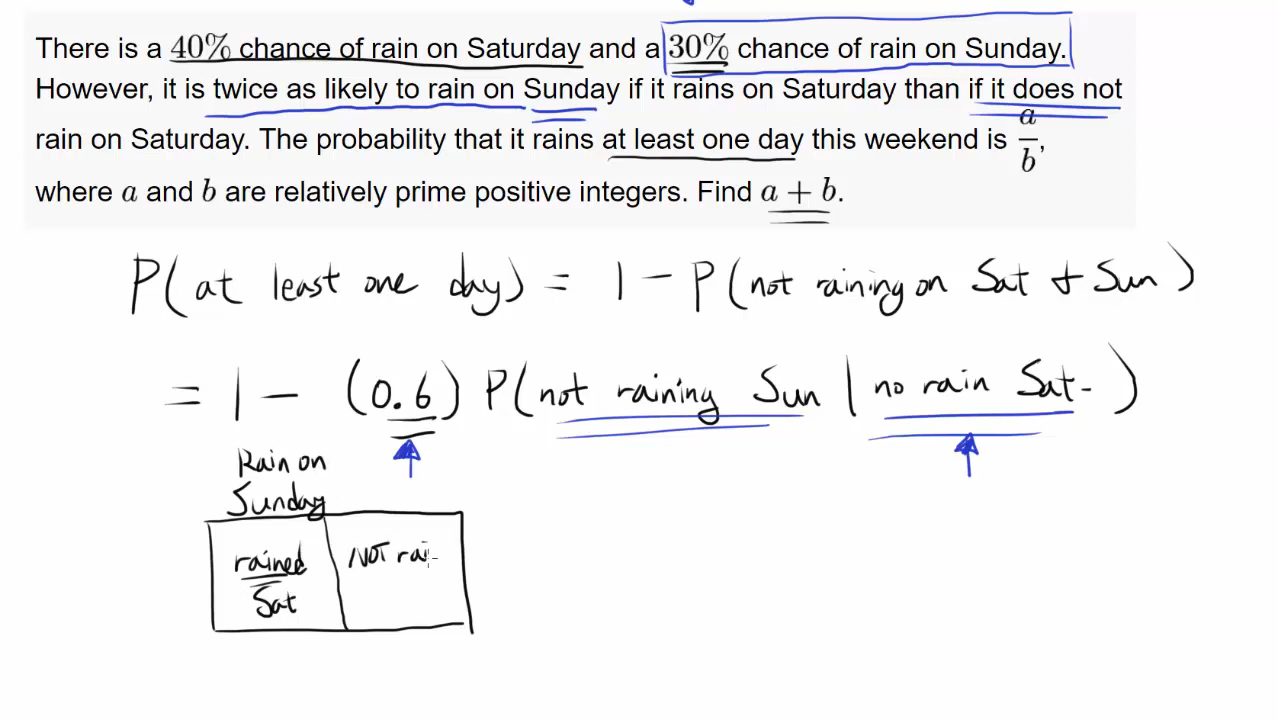 There is a 40% chance of rain on Saturday and a 30% chance of rain on Sunday.
However, it is twice as likely to rain on Sunday if it rains on Saturday than if it does not
rain on Saturday. The probability that it rains at least one day this weekend is a/b,
where a and b are relatively prime positive integers. Find a + b.
P(at least one day) = 1 - P(not raining on Sat & Sun)
= 1 - (0.6) P(not raining Sun | no rain Sat-)
Rain on
Sunday
rained NOT rai-
Sat